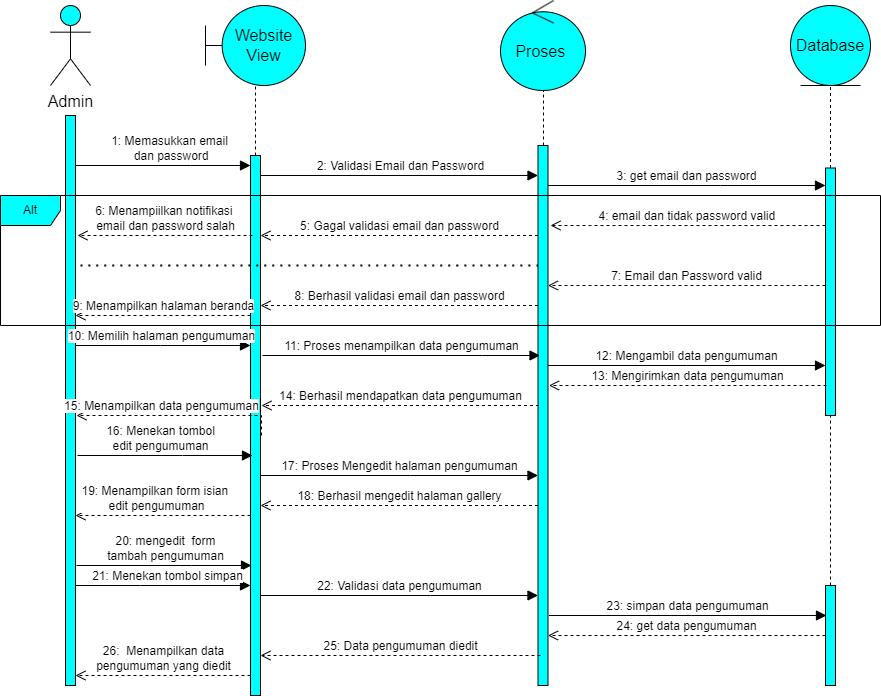 Website
View
Proses
Database
Admin
1: Memasukkan email
dan password
2: Validasi Email dan Password
3: get email dan password
Alt
6: Menampiilkan notifikasi
email dan password salah
5: Gagal validasi email dan password
4: email dan tidak password valid
7: Email dan Password valid
8: Berhasil validasi email dan password
9: Menampilkan halaman beranda
10: Memilih halaman pengumuman
11: Proses menampilkan data pengumuman
12: Mengambil data pengumuman
13: Mengirimkan data pengumuman
14: Berhasil mendapatkan data pengumuman
15: Menampilkan data pengumuman
16: Menekan tombol
edit pengumuman
17: Proses Mengedit halaman pengumuman
19: Menampilkan form isian
edit pengumuman
18: Berhasil mengedit halaman gallery
20: mengedit  form
tambah pengumuman
21: Menekan tombol simpan
22: Validasi data pengumuman
23: simpan data pengumuman
24: get data pengumuman
25: Data pengumuman diedit
26:  Menampilkan data
pengumuman yang diedit